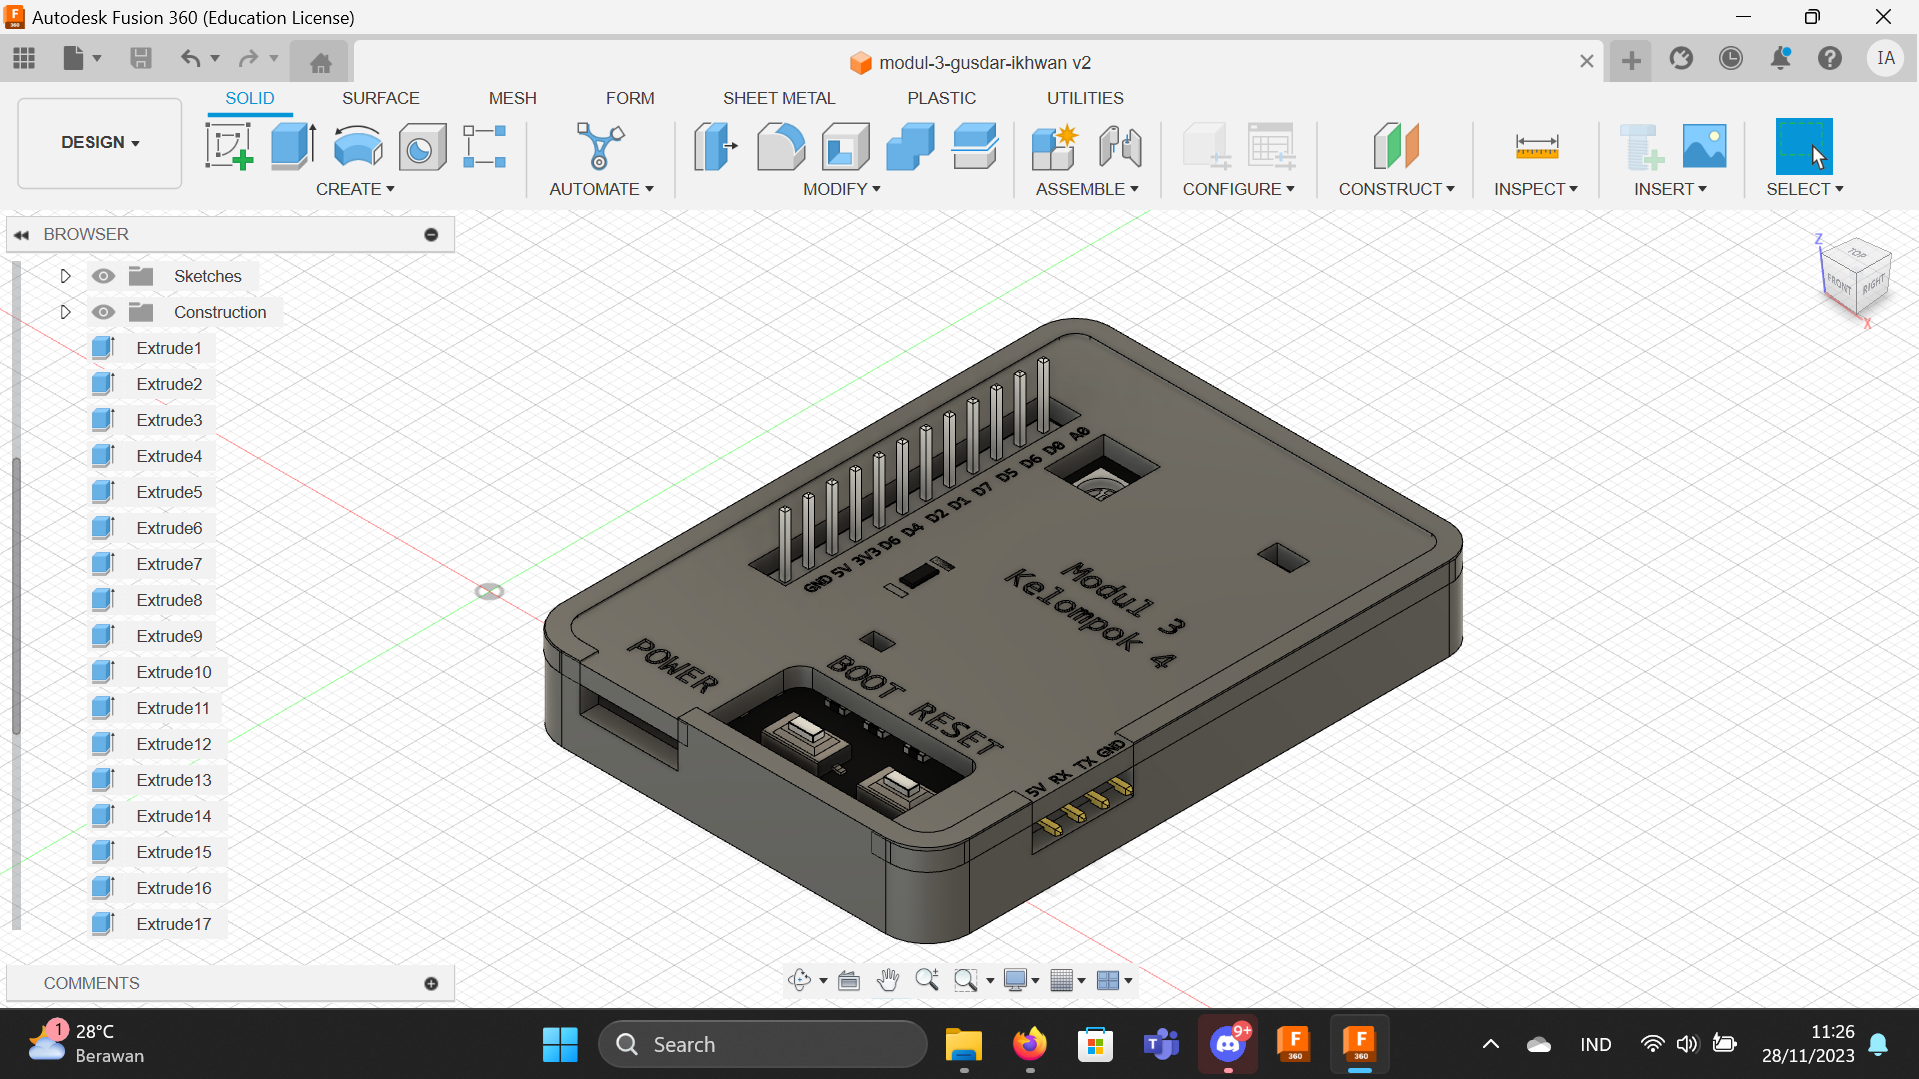 Autodesk Fusion 360 (Education License)
modul-3-gusdar-ikhwan v2
IA
SOLID SURFACE MESH FORM SHEET METAL PLASTIC UTILITIES
DESIGN
CREATE AUTOMATE MODIFY ASSEMBLE CONFIGURE CONSTRUCT INSPECT INSERT SELECT
BROWSER
Sketches
Construction
Extrude1
Extrude2
Extrude3
Extrude4
Extrude5
Extrude6
Extrude7
Extrude8
Extrude9
Extrude10
Extrude11
Extrude12
Extrude13
Extrude14
Extrude15
Extrude16
Extrude17
Z
TOP
FRONT RIGHT
X
GND 5V 3V3 D6 D4 D2 D1 D7 D5 D6 D0 A0
Modul 3
Kelompok 4
POWER
BOOT RESET
5V RX TX GND
COMMENTS
1
28°C
Berawan
Search
9+
F
360
F
360
IND
11:26
28/11/2023